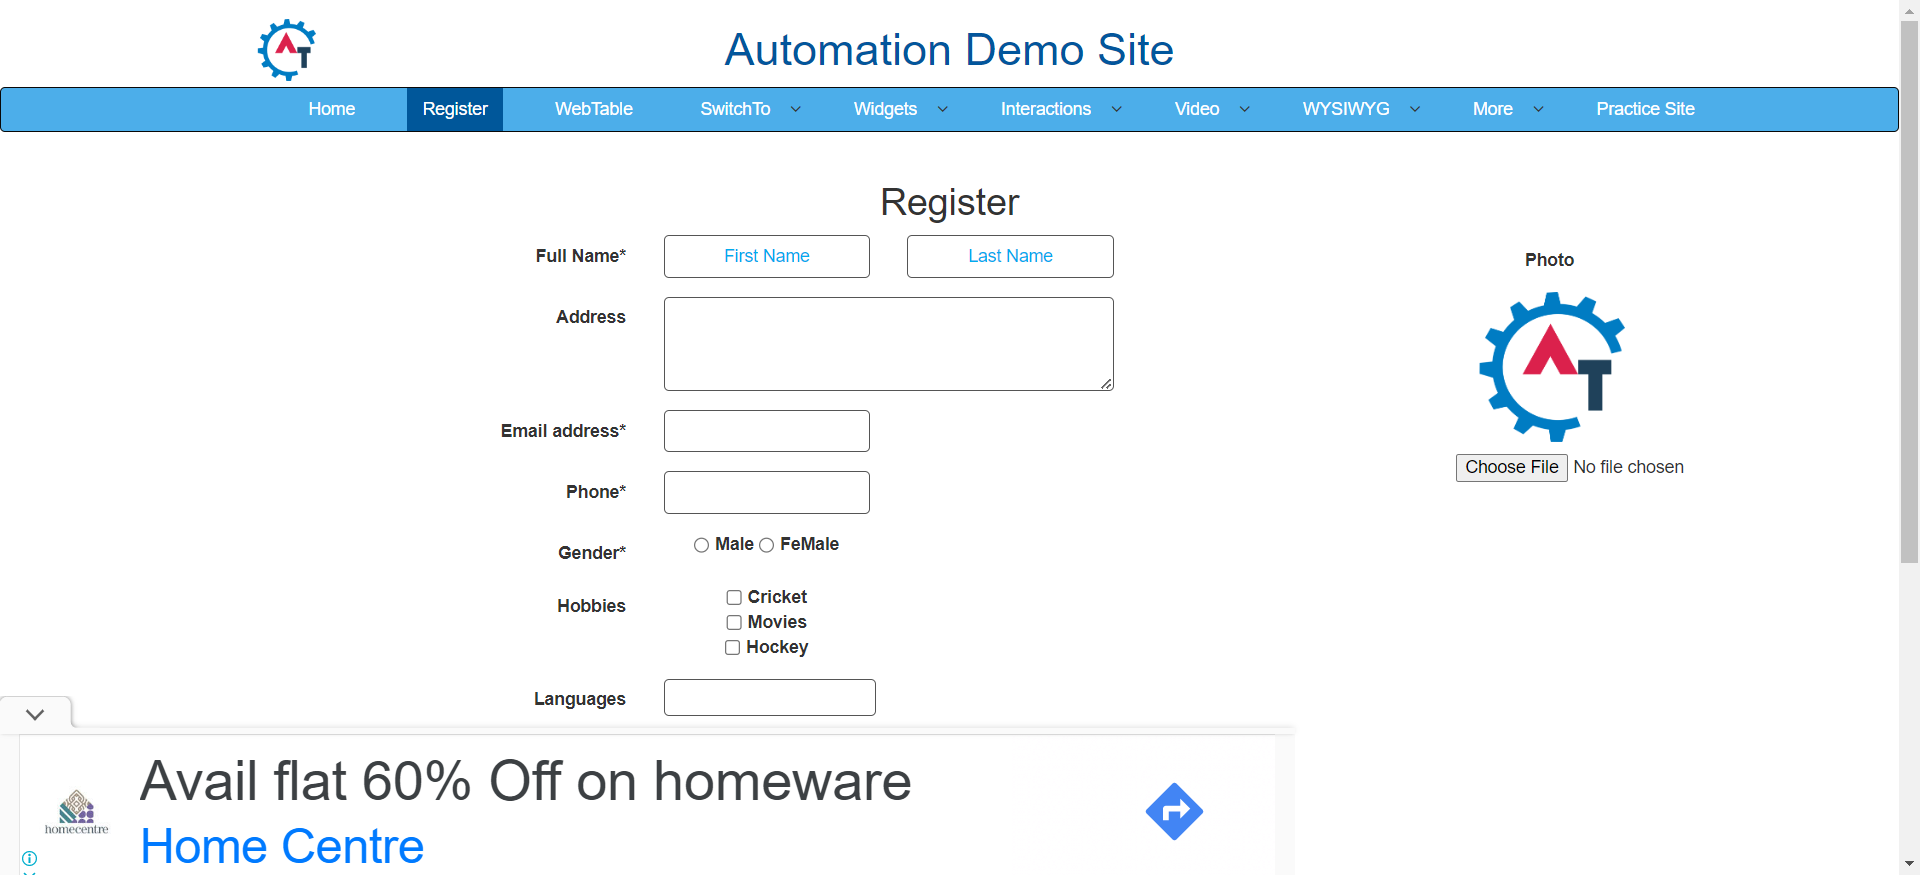 AT
Automation Demo Site
Home Register WebTable SwitchTo Widgets Interactions Video WYSIWYG More Practice Site
Register
Full Name* First Name Last Name
Photo
Address
AT
Email address*
Choose File No file chosen
Phone*
Gender* Male FeMale
Hobbies Cricket
Movies
Hockey
Languages
Avail flat 60% Off on homeware
homecentre
Home Centre